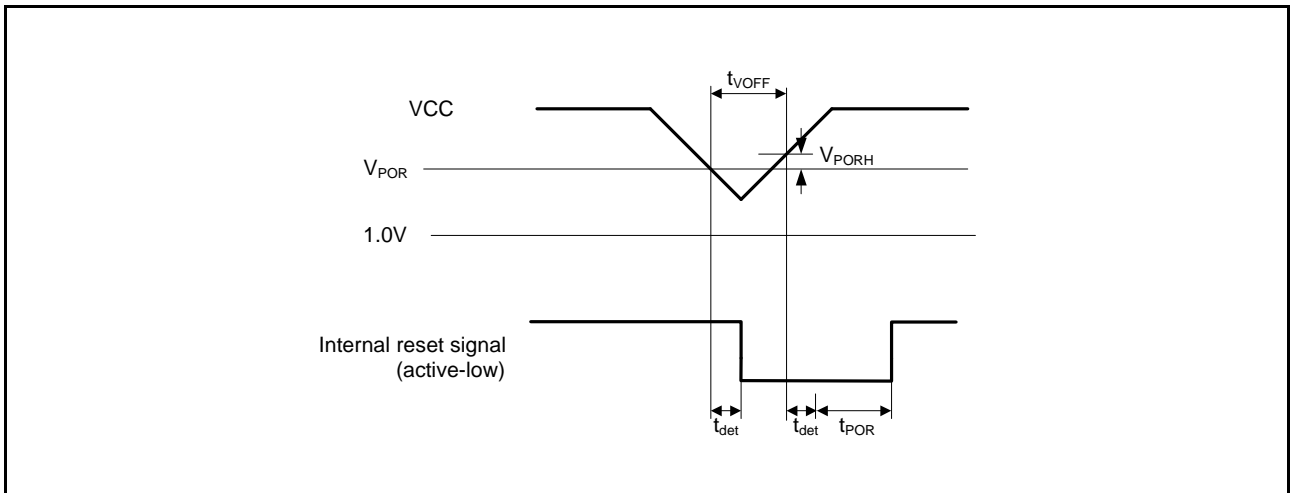 tVOFF
VCC
VPORH
VPOR
1.0V
Internal reset signal
(active-low)
tdet
tdet
tPOR